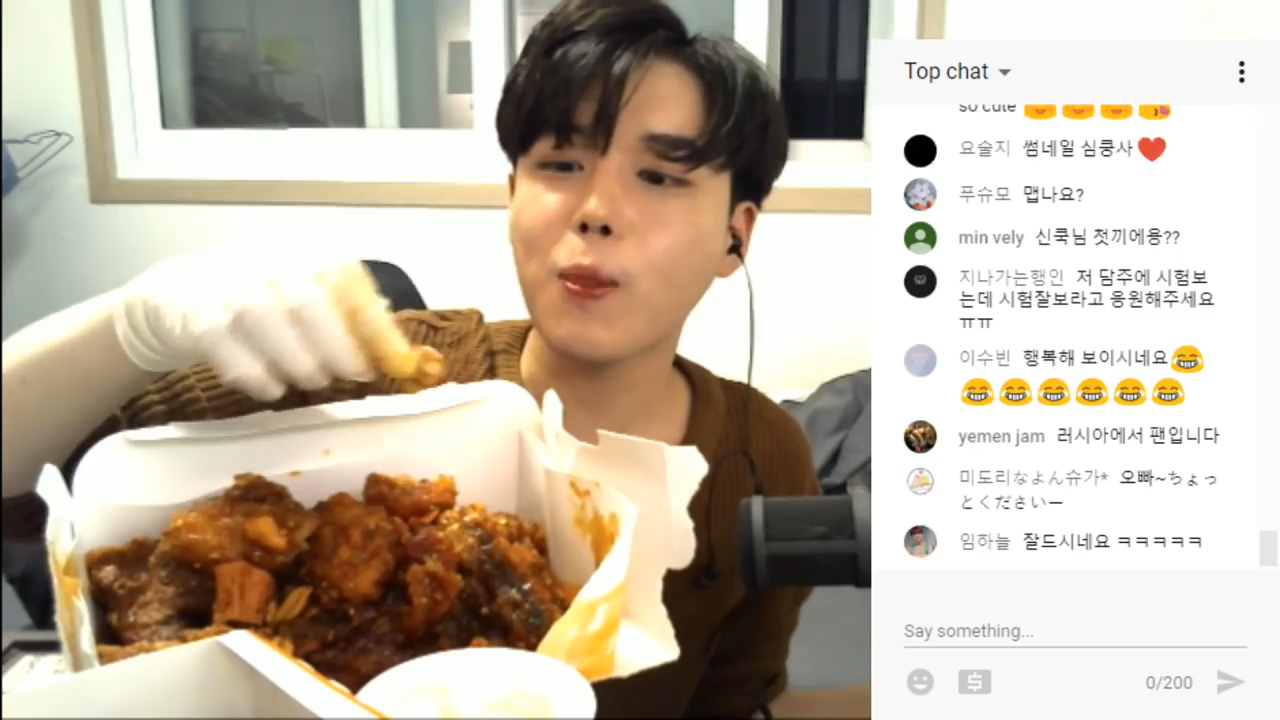 Top chat
so cute
요술지 썸네일 심쿵사
푸슈모 맵나요?
min vely 신쿡님 첫끼에용??
지나가는행인 저 담주에 시험보
는데 시험잘보라고 응원해주세요
ㅠㅠ
이수빈 행복해 보이시네요
yemen jam 러시아에서 팬입니다
미도리なよん슈가* 오빠~ちょっ
とくださいー
임하늘 잘드시네요 ㅋㅋㅋㅋㅋ
Say something...
0/200